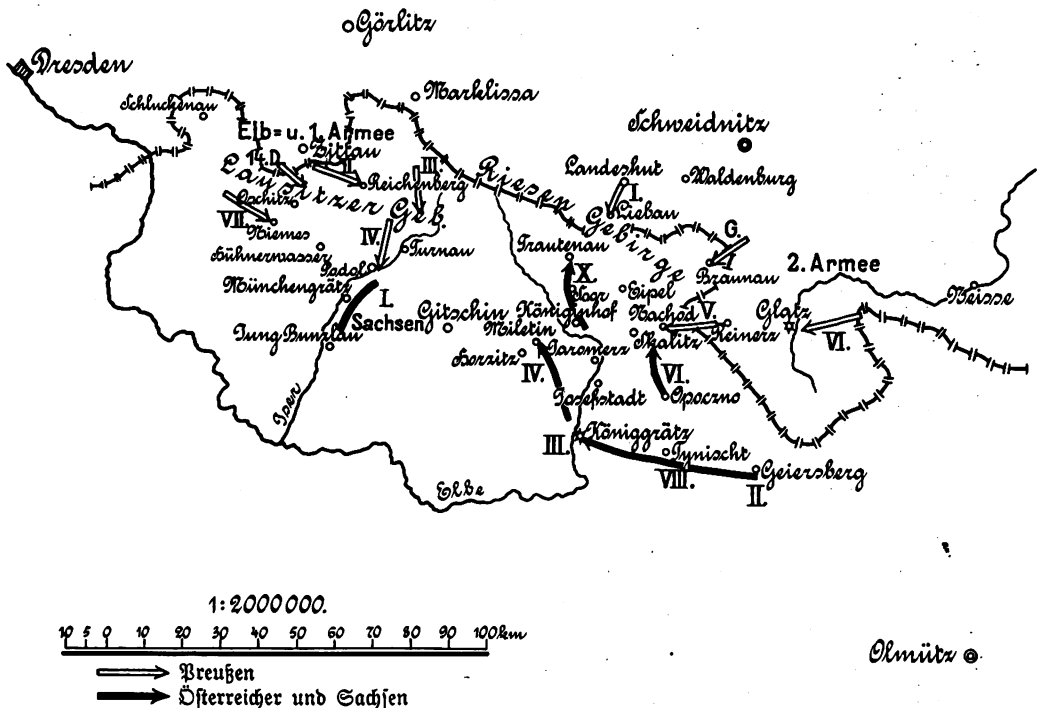 Görlitz
Dresden
Schluckenau
Marklissa
Elb= u. 1. Armee
Zittau
Schweidnitz
14.D.
II.
III.
Lausitzer Geb.
Reichenberg
Riesen Gebirge
Landeshut
Waldenburg
I.
Liebau
VII.
Niemes
IV.
Turnau
Hühnerwasser
Podol
Trautenau
G.
Braunau
2. Armee
Münchengrätz
I.
Sachsen
X.
Eipel
Neisse
Gitschin
Königinhof
Nachod
V.
Reinerz
Glatz
VI.
Jung Bunzlau
Miletin
Skalitz
Horzitz
Jaromerz
IV.
VI.
Josefstadt
Opoczno
Iser
III.
Königgrätz
Tynischt
Geiersberg
VIII.
II.
Elbe
1:2000000.
10 5 0 10 20 30 40 50 60 70 80 90 100km
Preußen
Österreicher und Sachsen
Olmütz